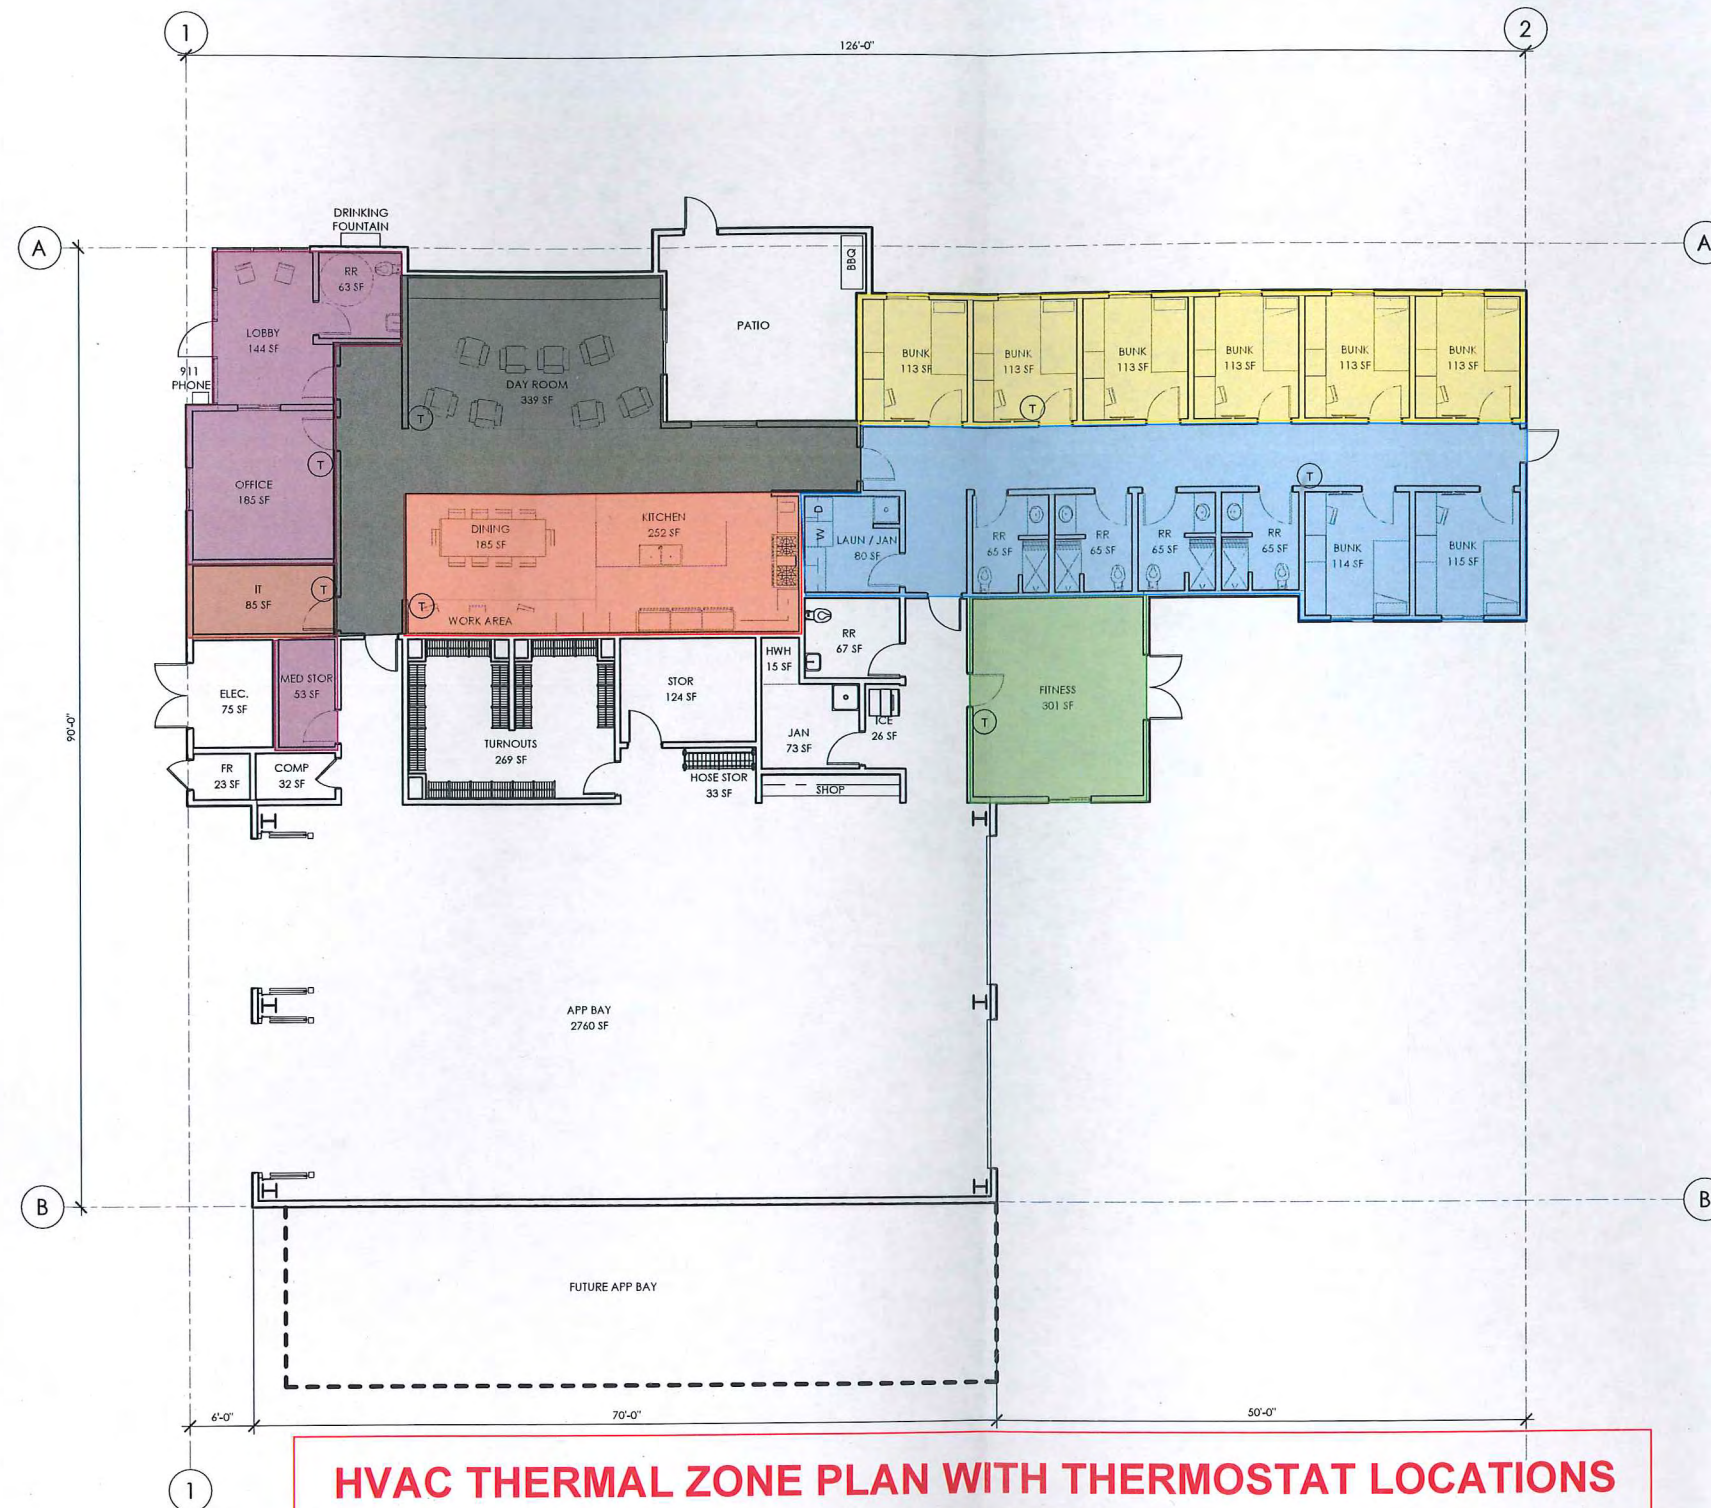 1
2
126'-0"
A
A
DRINKING
FOUNTAIN
RR
63 SF
BBQ
LOBBY
144 SF
PATIO
911
PHONE
DAY ROOM
339 SF
T
BUNK
113 SF
BUNK
113 SF
BUNK
113 SF
BUNK
113 SF
BUNK
113 SF
BUNK
113 SF
T
OFFICE
185 SF
T
T
DINING
185 SF
KITCHEN
252 SF
D
W
LAUN / JAN
80 SF
RR
65 SF
RR
65 SF
RR
65 SF
RR
65 SF
BUNK
114 SF
BUNK
115 SF
IT
85 SF
T
T
WORK AREA
90'-0"
ELEC.
75 SF
MED STOR
53 SF
STOR
124 SF
HWH
15 SF
RR
67 SF
FITNESS
301 SF
T
TURNOUTS
269 SF
JAN
73 SF
ICE
26 SF
FR
23 SF
COMP
32 SF
HOSE STOR
33 SF
SHOP
APP BAY
2760 SF
B
B
FUTURE APP BAY
6'-0"
70'-0"
50'-0"
1
HVAC THERMAL ZONE PLAN WITH THERMOSTAT LOCATIONS